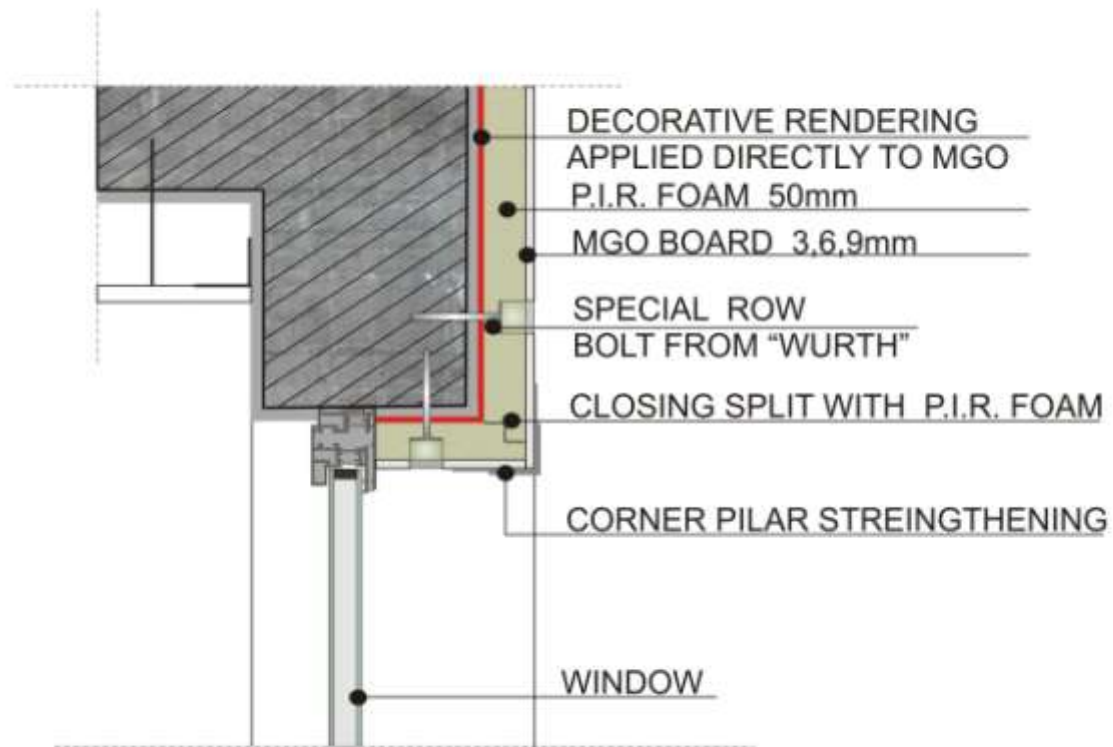 DECORATIVE RENDERING
APPLIED DIRECTLY TO MGO
P.I.R. FOAM 50mm
MGO BOARD 3,6,9mm
SPECIAL ROW
BOLT FROM “WURTH”
CLOSING SPLIT WITH P.I.R. FOAM
CORNER PILAR STREINGTHENING
WINDOW